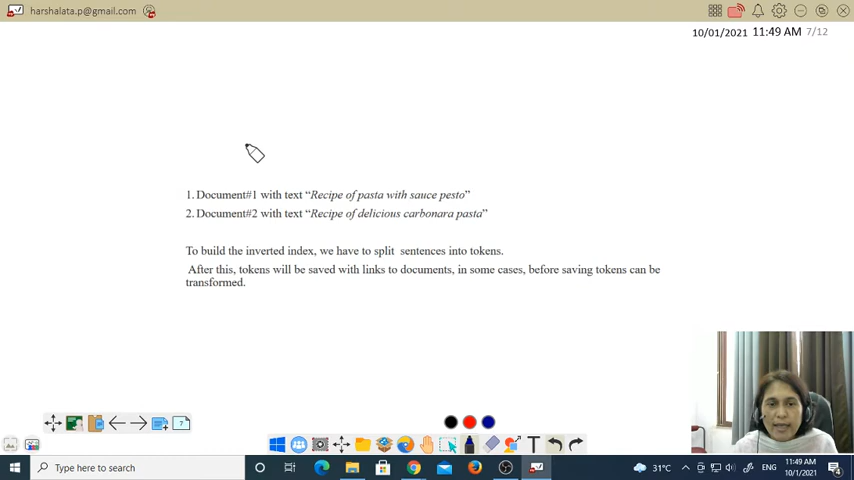 harshalata.p@gmail.com
10/01/2021 11:49 AM 7/12
1. Document#1 with text “Recipe of pasta with sauce pesto”
2. Document#2 with text “Recipe of delicious carbonara pasta”
To build the inverted index, we have to split sentences into tokens.
After this, tokens will be saved with links to documents, in some cases, before saving tokens can be
transformed.
7
T
Type here to search
31°C
ENG
11:49 AM
10/1/2021
4